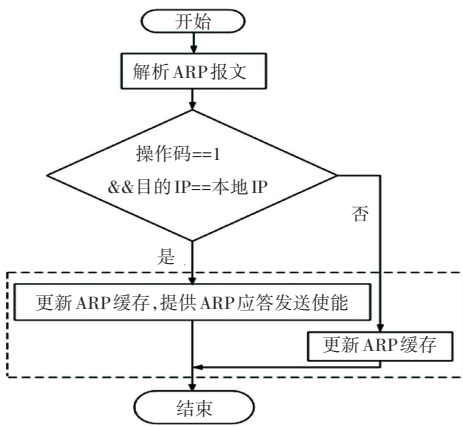 开始
解析ARP报文
操作码==1
&&目的IP==本地IP
否
是
更新ARP缓存,提供ARP应答发送使能
更新ARP缓存
结束